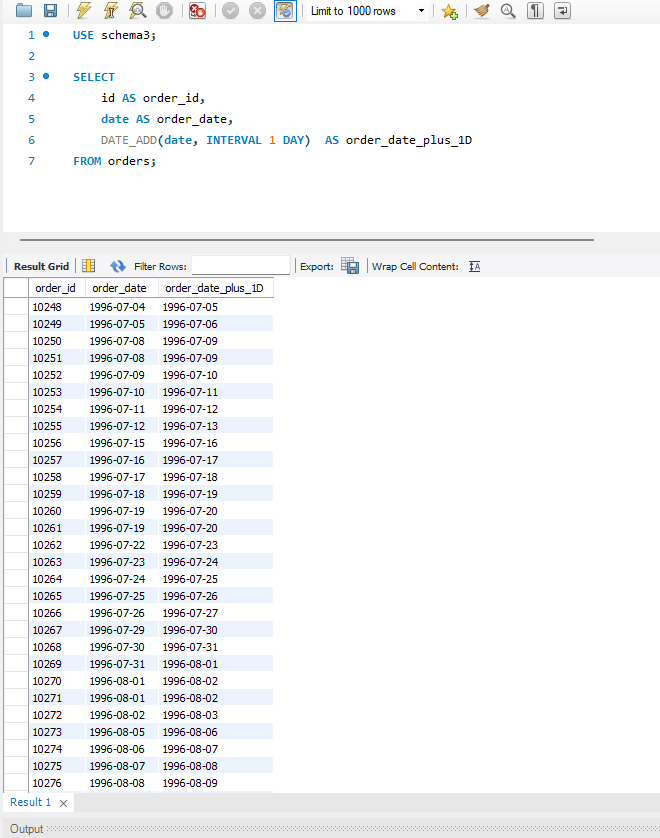 Limit to 1000 rows
1 USE schema3;
2
3 SELECT
4 id AS order_id,
5 date AS order_date,
6 DATE_ADD(date, INTERVAL 1 DAY)  AS order_date_plus_1D
7 FROM orders;
Result Grid Filter Rows: Export: Wrap Cell Content:
order_id order_date order_date_plus_1D
10248 1996-07-04 1996-07-05
10249 1996-07-05 1996-07-06
10250 1996-07-08 1996-07-09
10251 1996-07-08 1996-07-09
10252 1996-07-09 1996-07-10
10253 1996-07-10 1996-07-11
10254 1996-07-11 1996-07-12
10255 1996-07-12 1996-07-13
10256 1996-07-15 1996-07-16
10257 1996-07-16 1996-07-17
10258 1996-07-17 1996-07-18
10259 1996-07-18 1996-07-19
10260 1996-07-19 1996-07-20
10261 1996-07-19 1996-07-20
10262 1996-07-22 1996-07-23
10263 1996-07-23 1996-07-24
10264 1996-07-24 1996-07-25
10265 1996-07-25 1996-07-26
10266 1996-07-26 1996-07-27
10267 1996-07-29 1996-07-30
10268 1996-07-30 1996-07-31
10269 1996-07-31 1996-08-01
10270 1996-08-01 1996-08-02
10271 1996-08-01 1996-08-02
10272 1996-08-02 1996-08-03
10273 1996-08-05 1996-08-06
10274 1996-08-06 1996-08-07
10275 1996-08-07 1996-08-08
10276 1996-08-08 1996-08-09
Result 1
Output